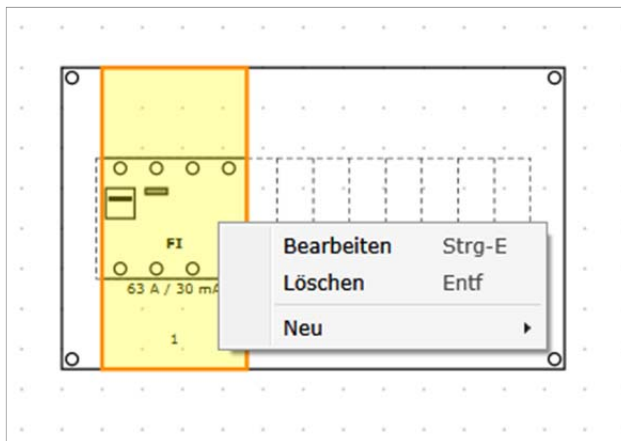 FI
63 A / 30 mA
1
Bearbeiten Strg-E
Löschen Entf
Neu